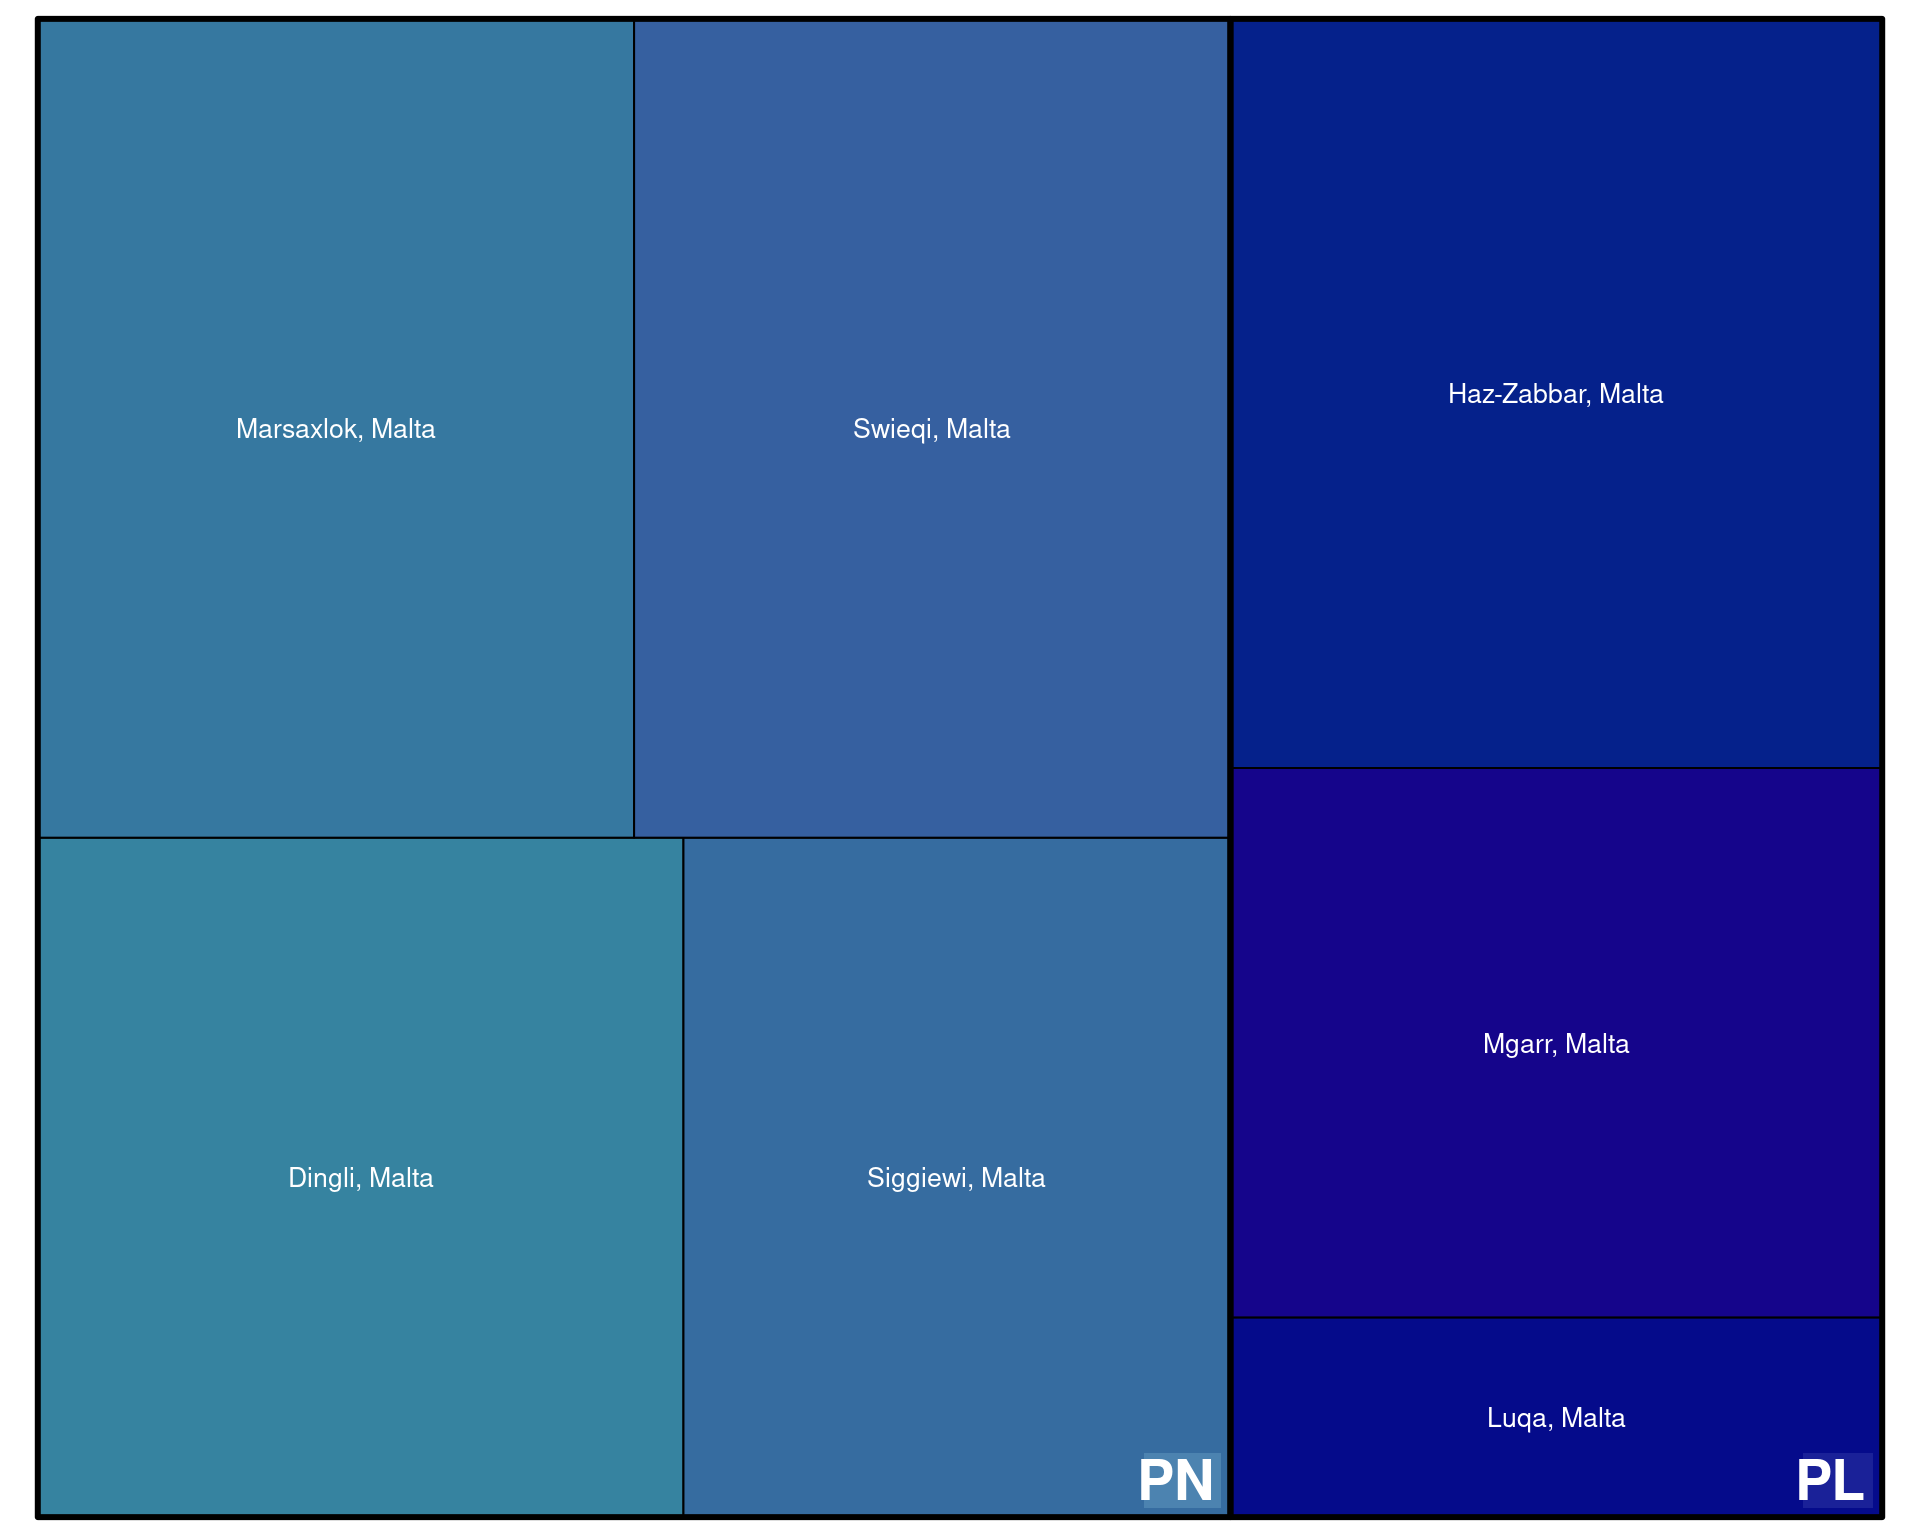 Marsaxlok, Malta
Swieqi, Malta
Haz-Zabbar, Malta
Dingli, Malta
Siggiewi, Malta
Mgarr, Malta
Luqa, Malta
PN
PL